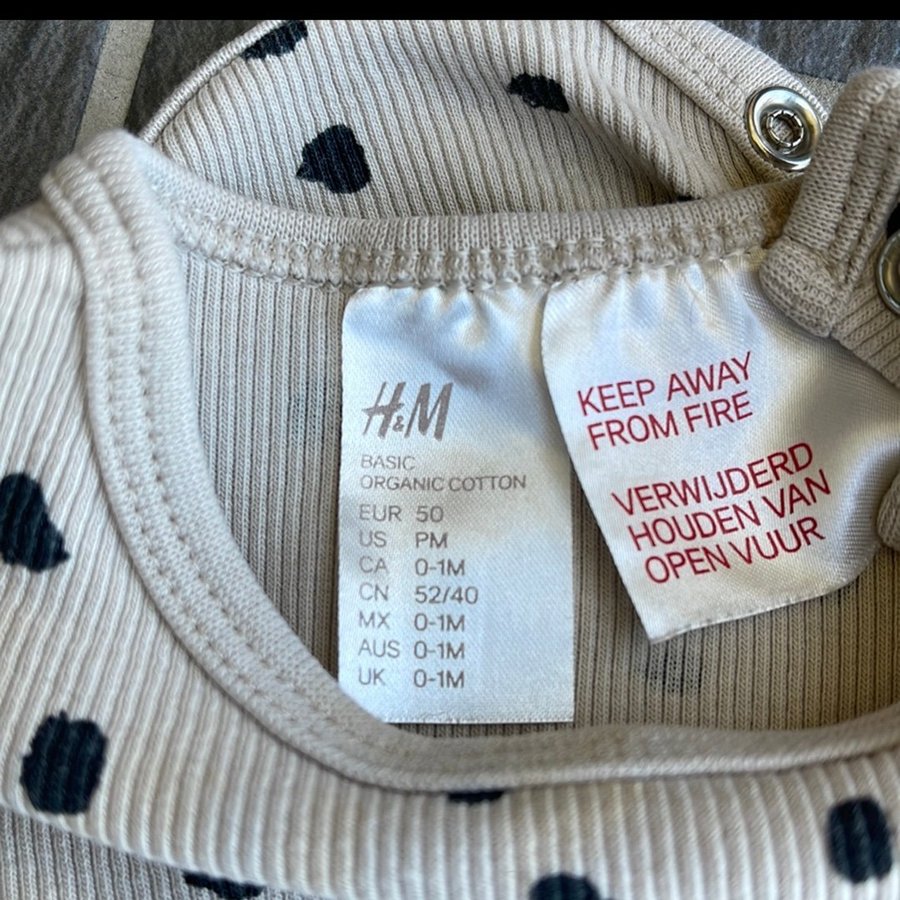 H&M
BASIC
ORGANIC COTTON
EUR 50
US PM
CA 0-1M
CN 52/40
MX 0-1M
AUS 0-1M
UK 0-1M
KEEP AWAY
FROM FIRE
VERWIJDERD
HOUDEN VAN
OPEN VUUR